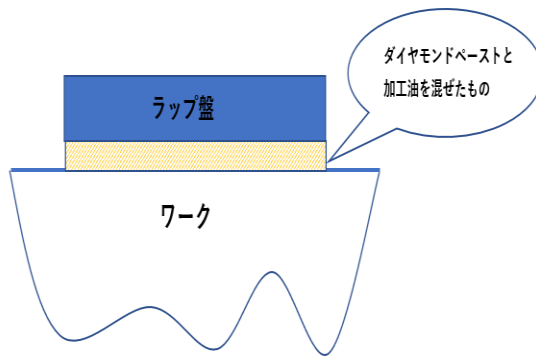 ダイヤモンドペーストと
加工油を混ぜたもの
ラップ盤
ワーク